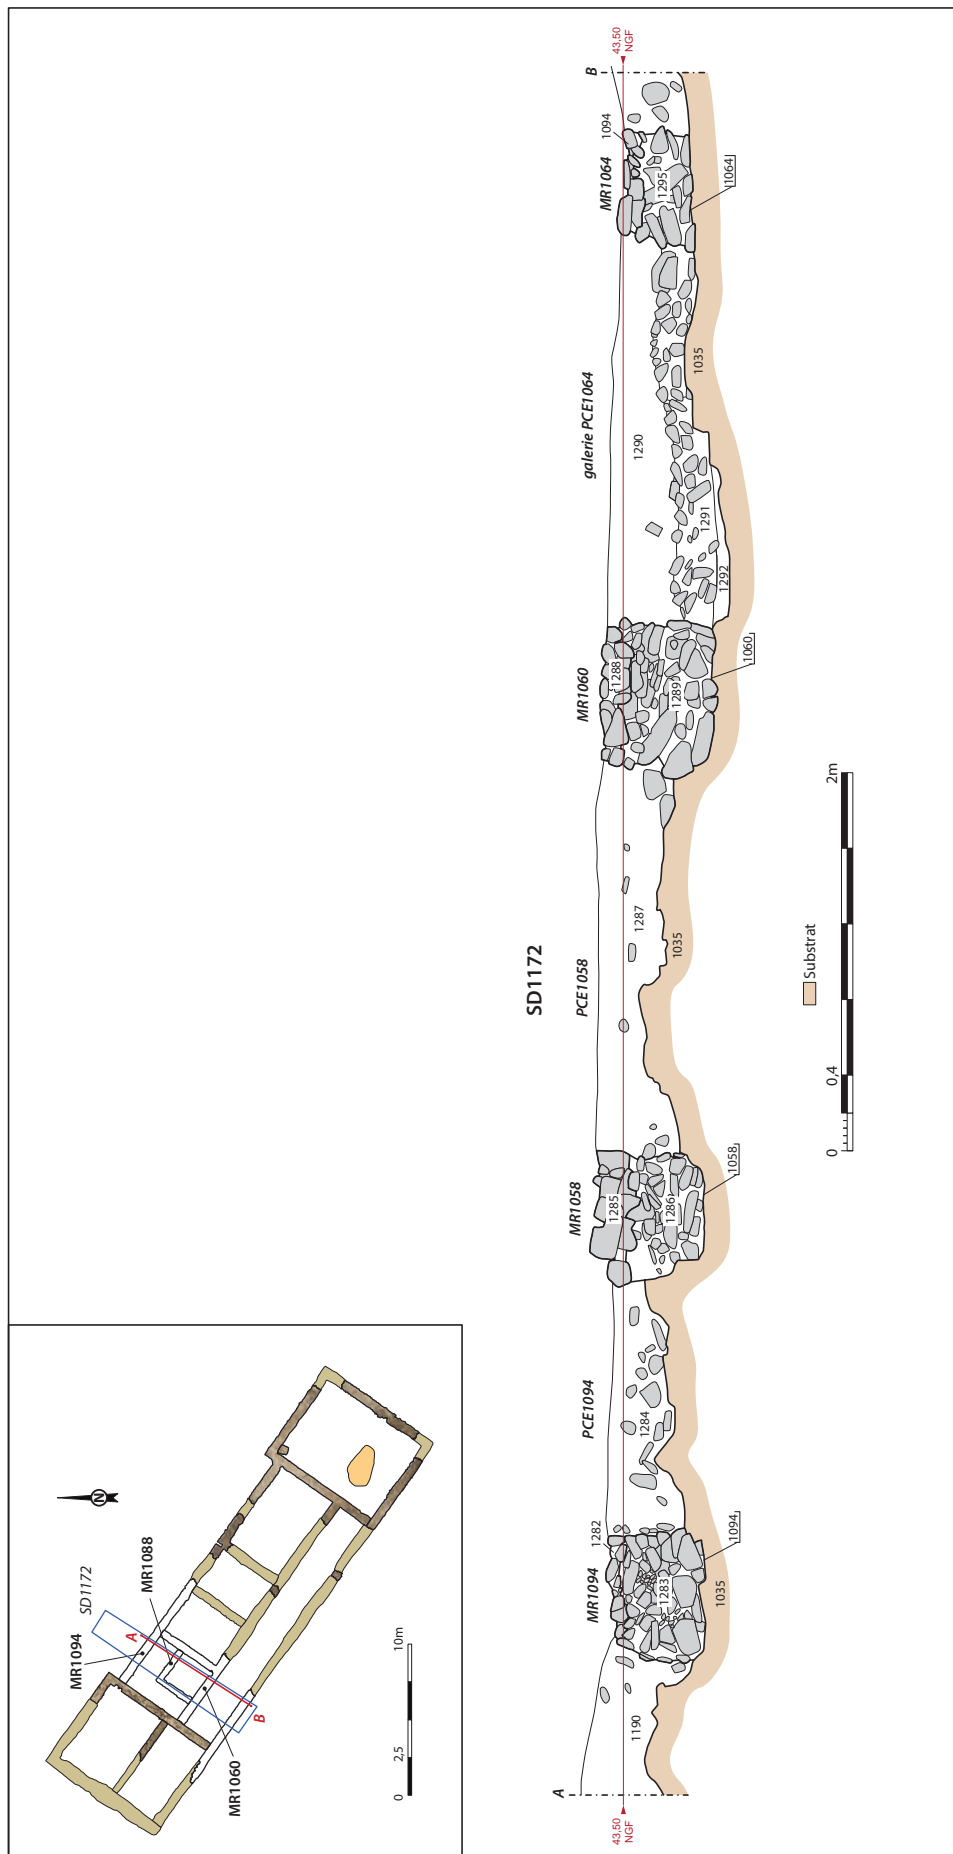 SD1172
A
43,50
NGF
1190
MR1094
1282
1283
1094
1035
PCE1094
1284
MR1058
1285
1286
1058
PCE1058
1287
1035
MR1060
1288
1289
1060
galerie PCE1064
1290
1291
1292
1035
MR1064
1094
1295
1064
B
43,50
NGF
0
0,4
2m
Substrat
N
SD1172
MR1094
MR1088
A
B
MR1060
0
2,5
10m